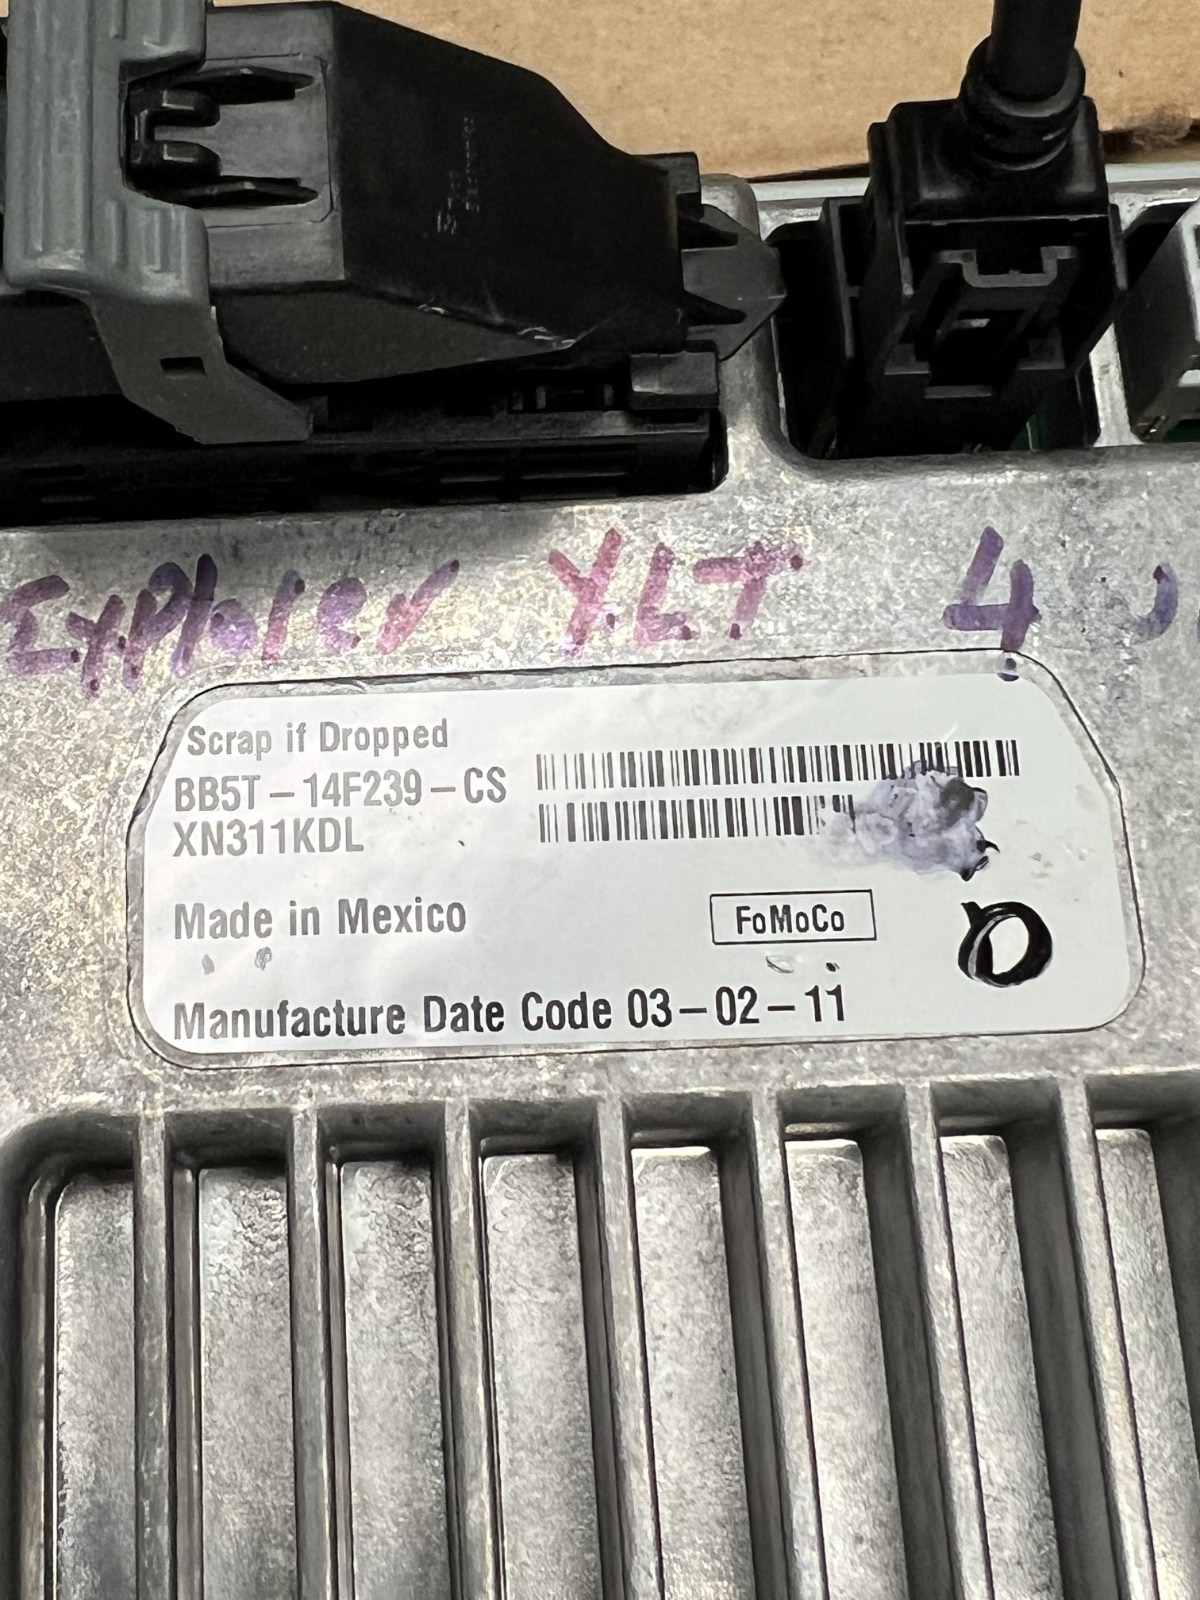 Explorer XLT 4
Scrap if Dropped
BB5T-14F239-CS
XN311KDL
Made in Mexico
FoMoCo
Manufacture Date Code 03-02-11